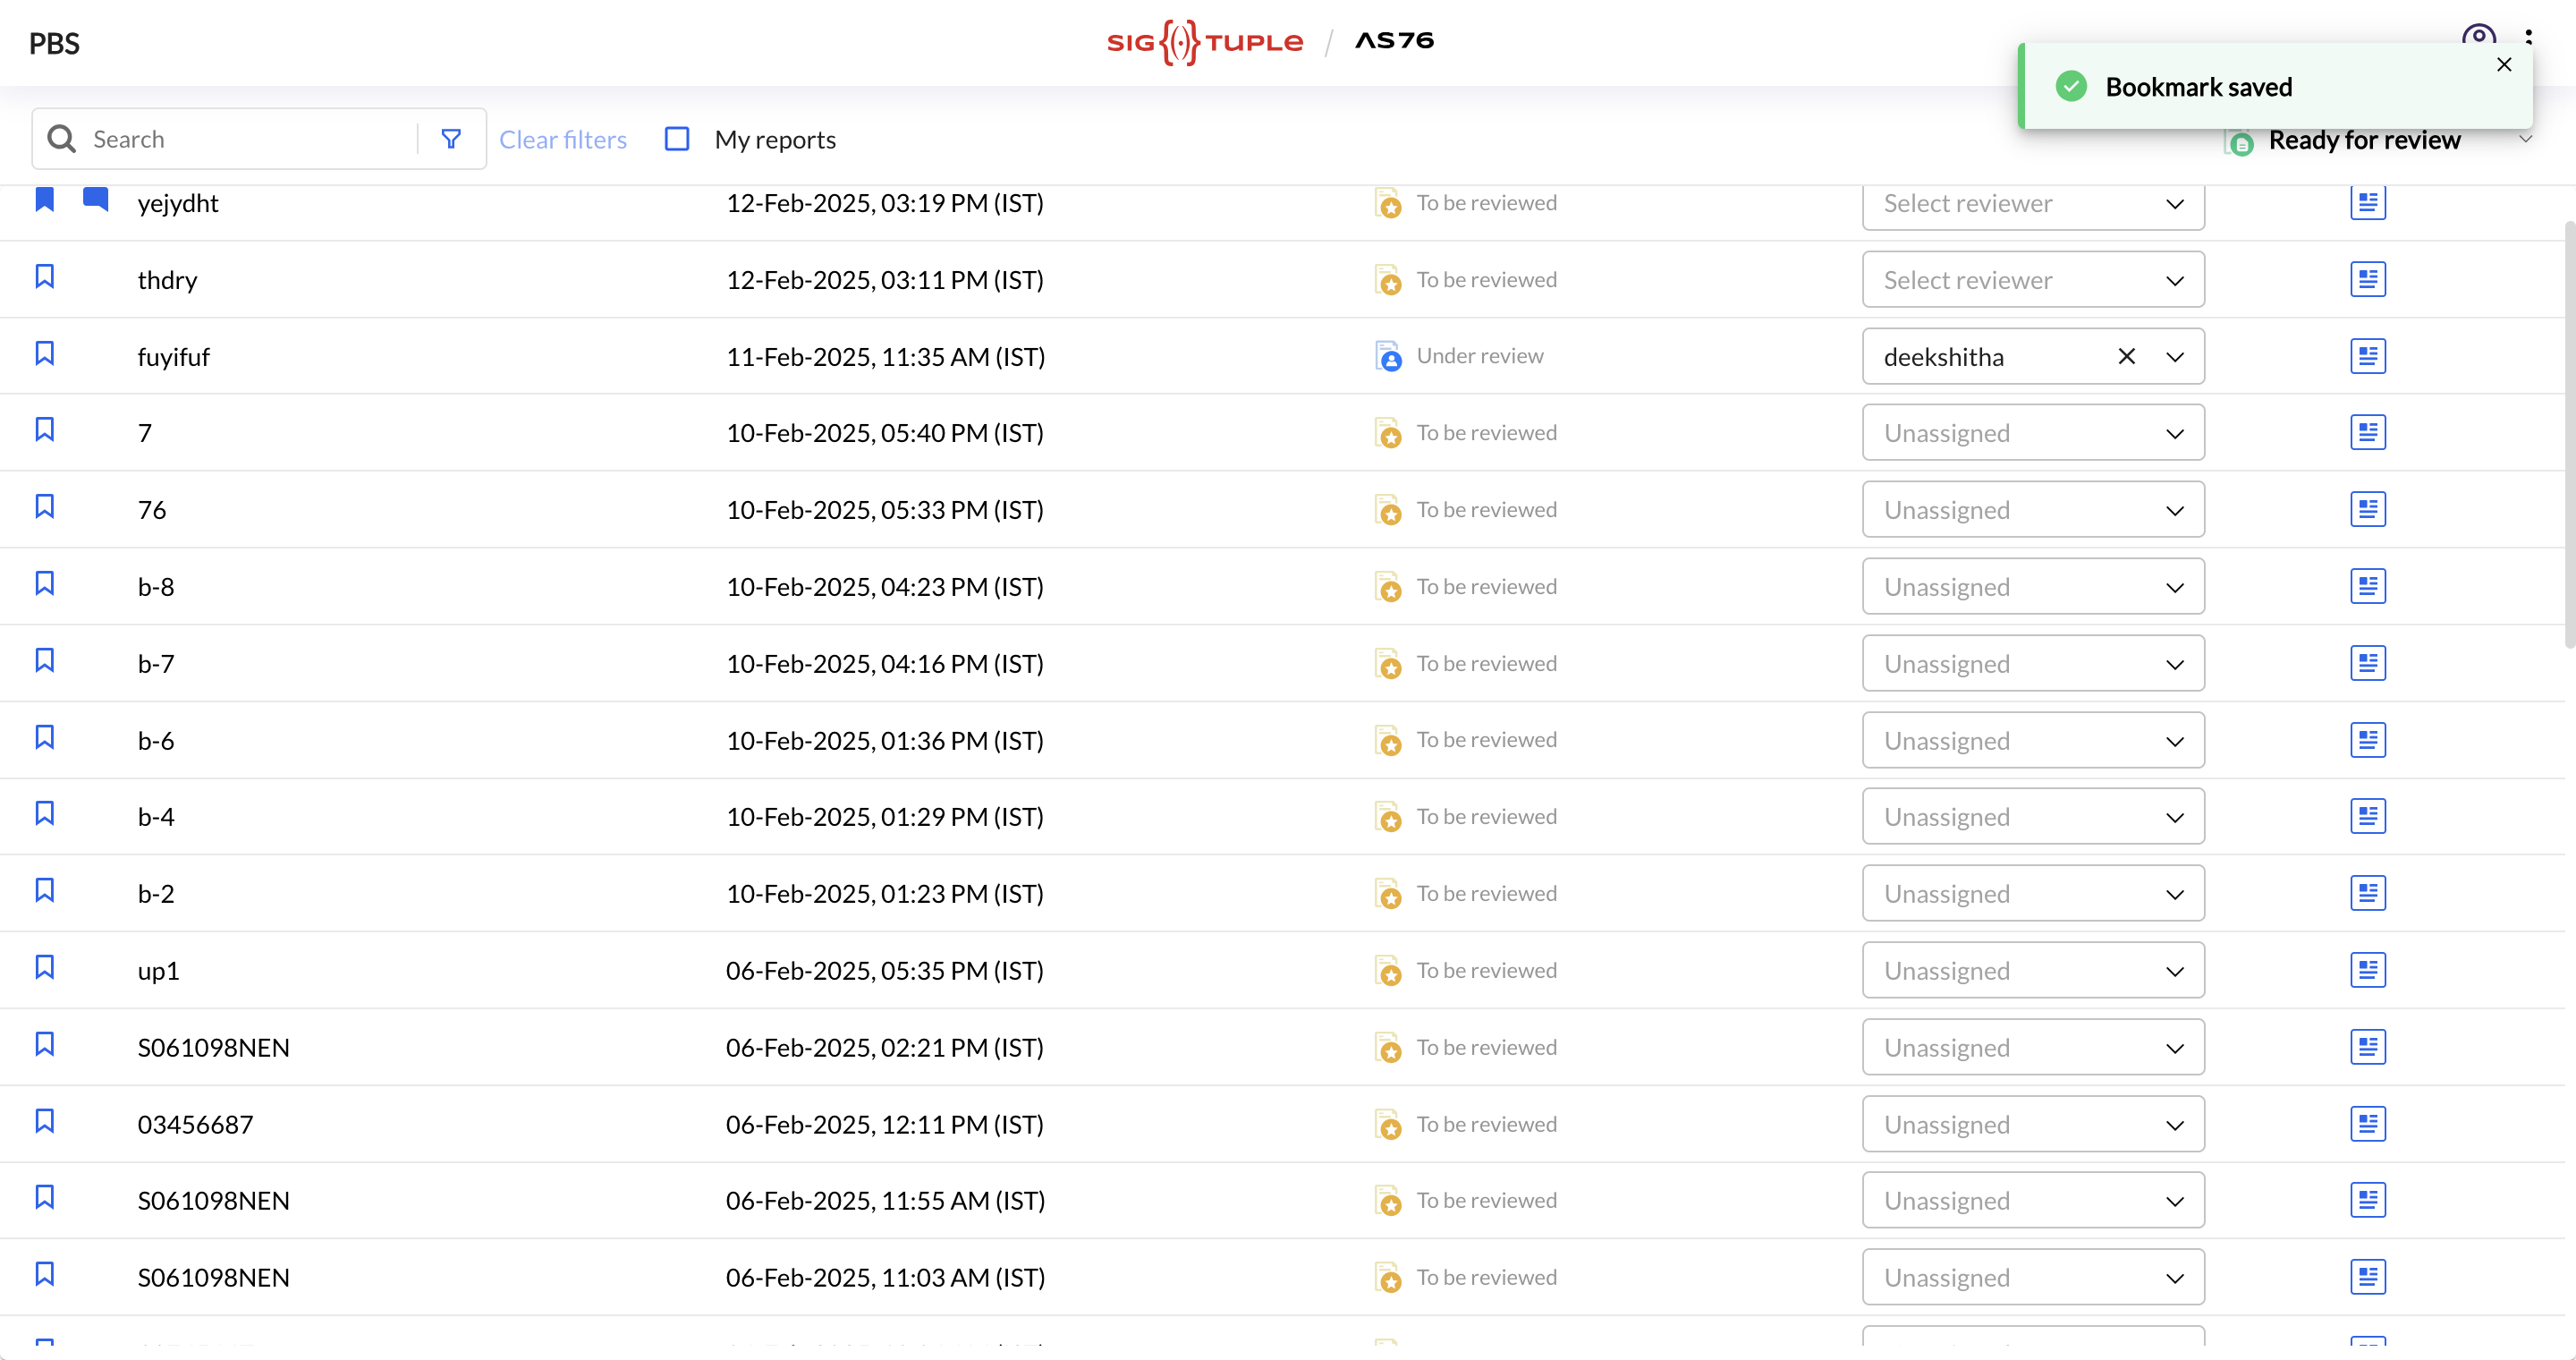 PBS
SIG{(·)}TUPLE / AS76
Bookmark saved
Search
Clear filters
My reports
Ready for review
yejydht 12-Feb-2025, 03:19 PM (IST) To be reviewed Select reviewer
thdry 12-Feb-2025, 03:11 PM (IST) To be reviewed Select reviewer
fuyifuf 11-Feb-2025, 11:35 AM (IST) Under review deekshitha
7 10-Feb-2025, 05:40 PM (IST) To be reviewed Unassigned
76 10-Feb-2025, 05:33 PM (IST) To be reviewed Unassigned
b-8 10-Feb-2025, 04:23 PM (IST) To be reviewed Unassigned
b-7 10-Feb-2025, 04:16 PM (IST) To be reviewed Unassigned
b-6 10-Feb-2025, 01:36 PM (IST) To be reviewed Unassigned
b-4 10-Feb-2025, 01:29 PM (IST) To be reviewed Unassigned
b-2 10-Feb-2025, 01:23 PM (IST) To be reviewed Unassigned
up1 06-Feb-2025, 05:35 PM (IST) To be reviewed Unassigned
S061098NEN 06-Feb-2025, 02:21 PM (IST) To be reviewed Unassigned
03456687 06-Feb-2025, 12:11 PM (IST) To be reviewed Unassigned
S061098NEN 06-Feb-2025, 11:55 AM (IST) To be reviewed Unassigned
S061098NEN 06-Feb-2025, 11:03 AM (IST) To be reviewed Unassigned